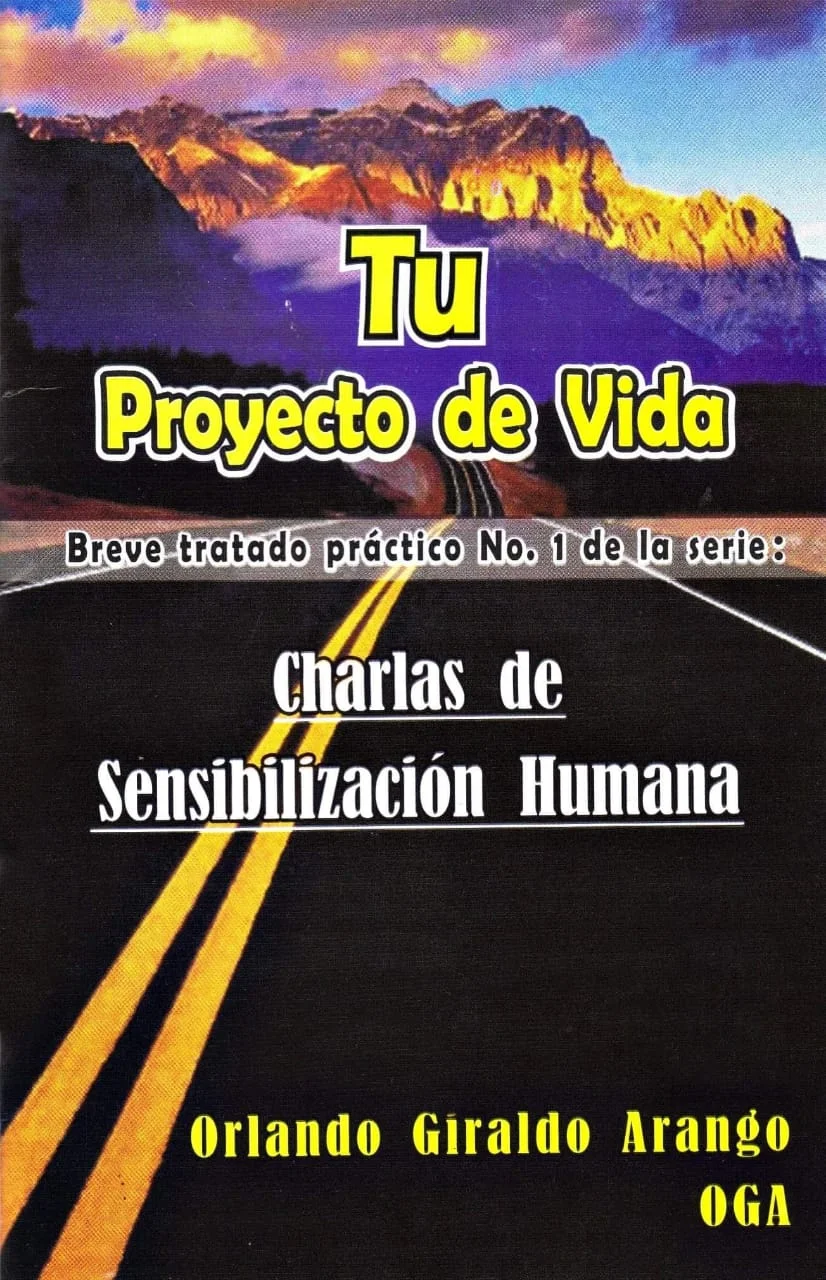 Tu
Proyecto de Vida
Breve tratado práctico No. 1 de la serie:
Charlas de
Sensibilización Humana
Orlando Giraldo Arango
OGA